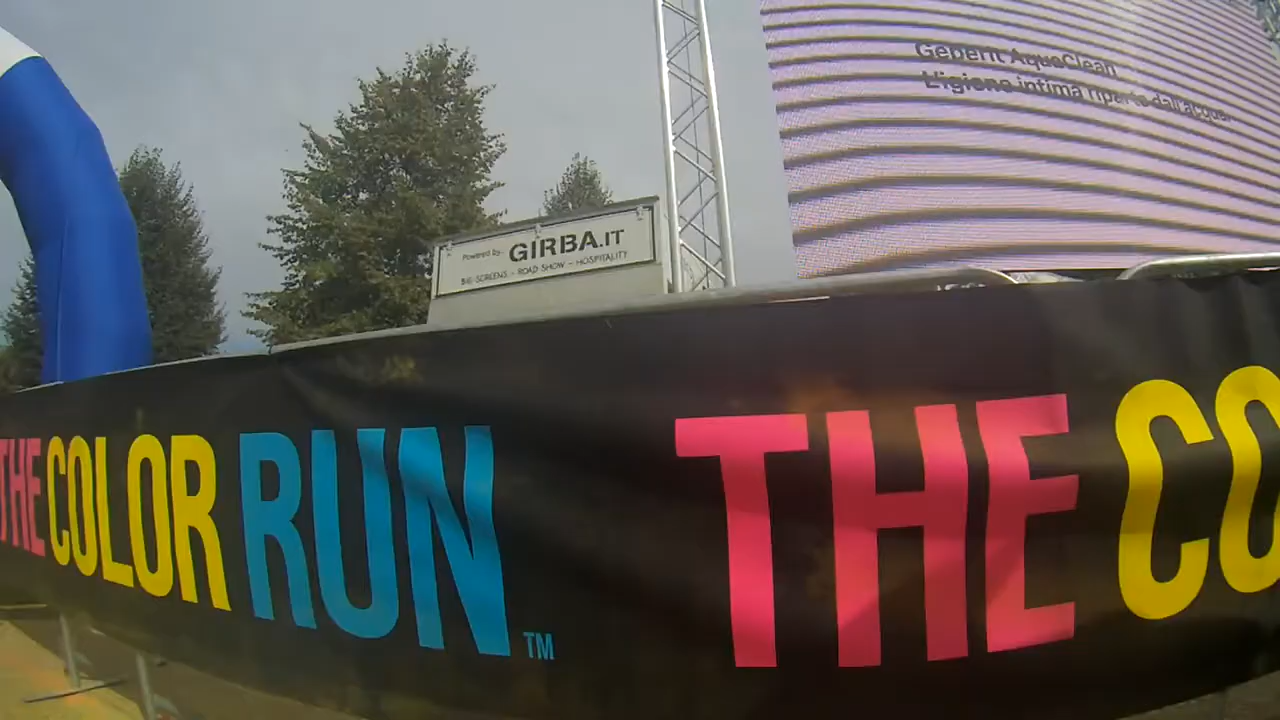 Geberit AquaClean
L'igiene intima riparte dall'acqua.
Powered by: GIRBA.IT
BIG-SCREENS - ROAD SHOW - HOSPITALITY
THE COLOR RUN TM
THE CO